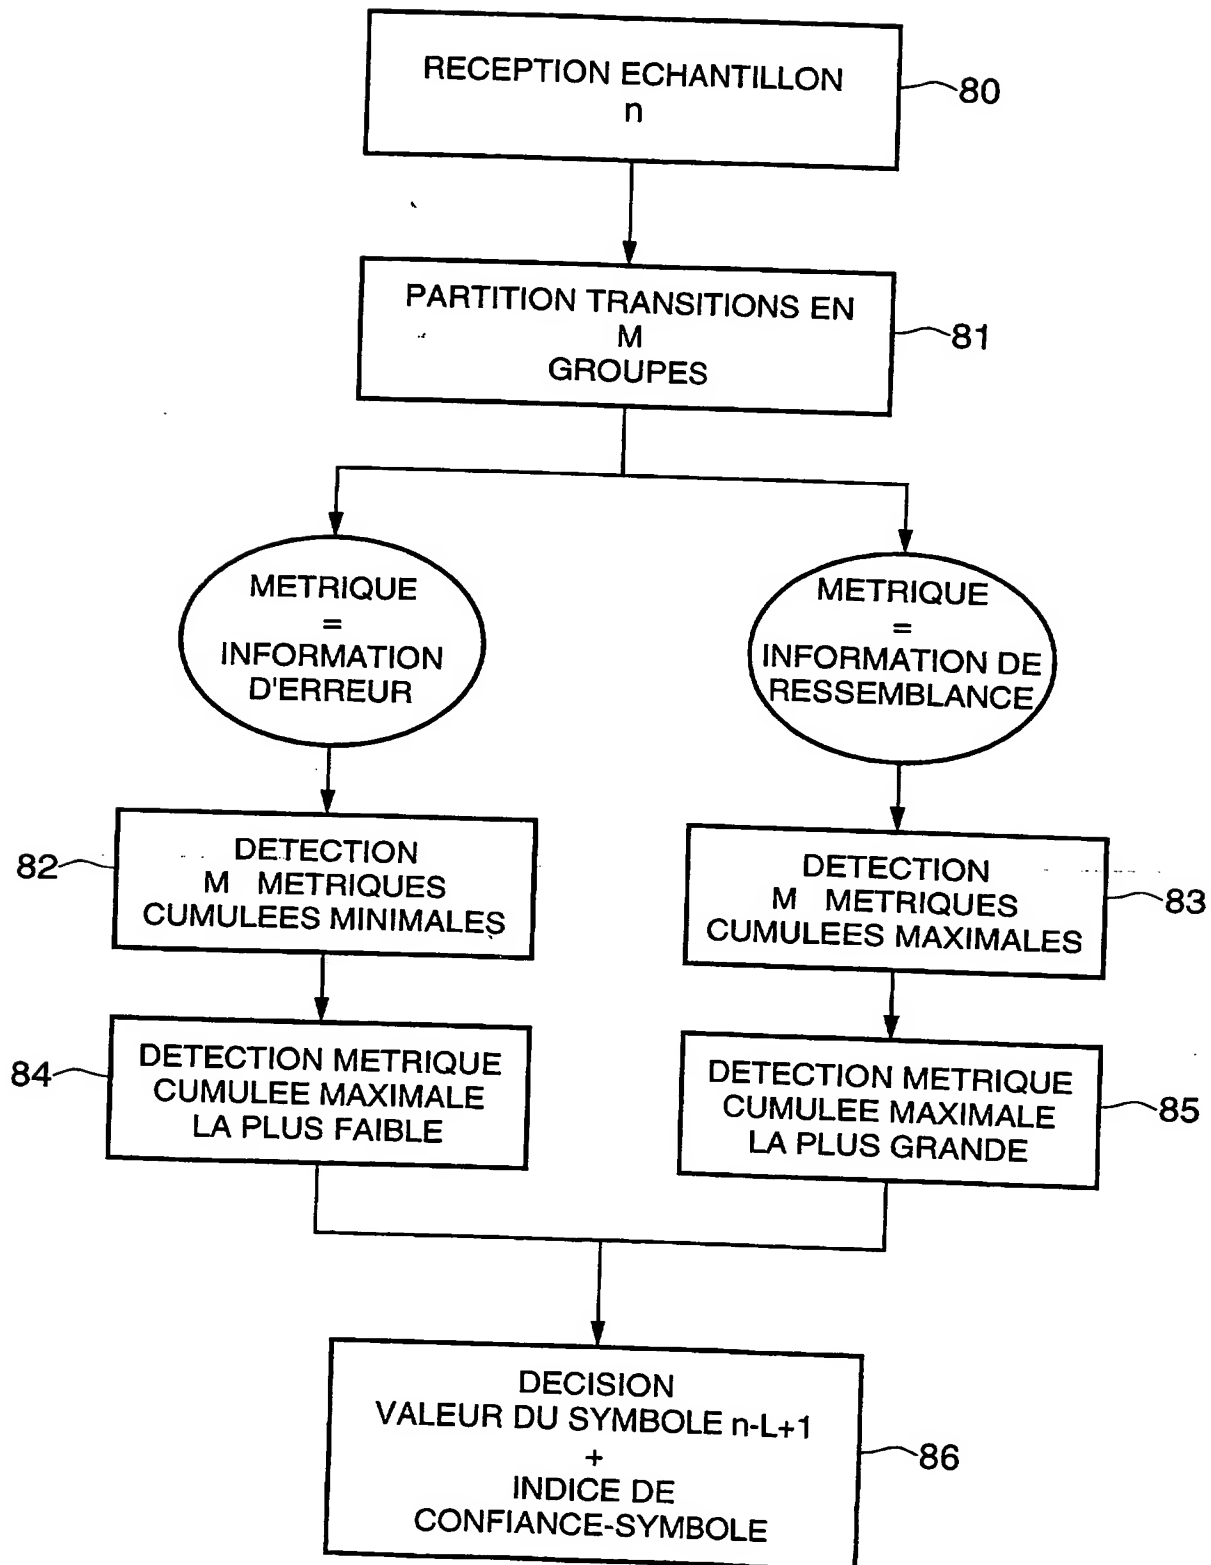 RECEPTION ECHANTILLON
n
80
PARTITION TRANSITIONS EN
M
GROUPES
81
METRIQUE
=
INFORMATION
D'ERREUR
METRIQUE
=
INFORMATION DE
RESSEMBLANCE
82
DETECTION
M METRIQUES
CUMULEES MINIMALES
DETECTION
M METRIQUES
CUMULEES MAXIMALES
83
84
DETECTION METRIQUE
CUMULEE MAXIMALE
LA PLUS FAIBLE
DETECTION METRIQUE
CUMULEE MAXIMALE
LA PLUS GRANDE
85
DECISION
VALEUR DU SYMBOLE n-L+1
+
INDICE DE
CONFIANCE-SYMBOLE
86